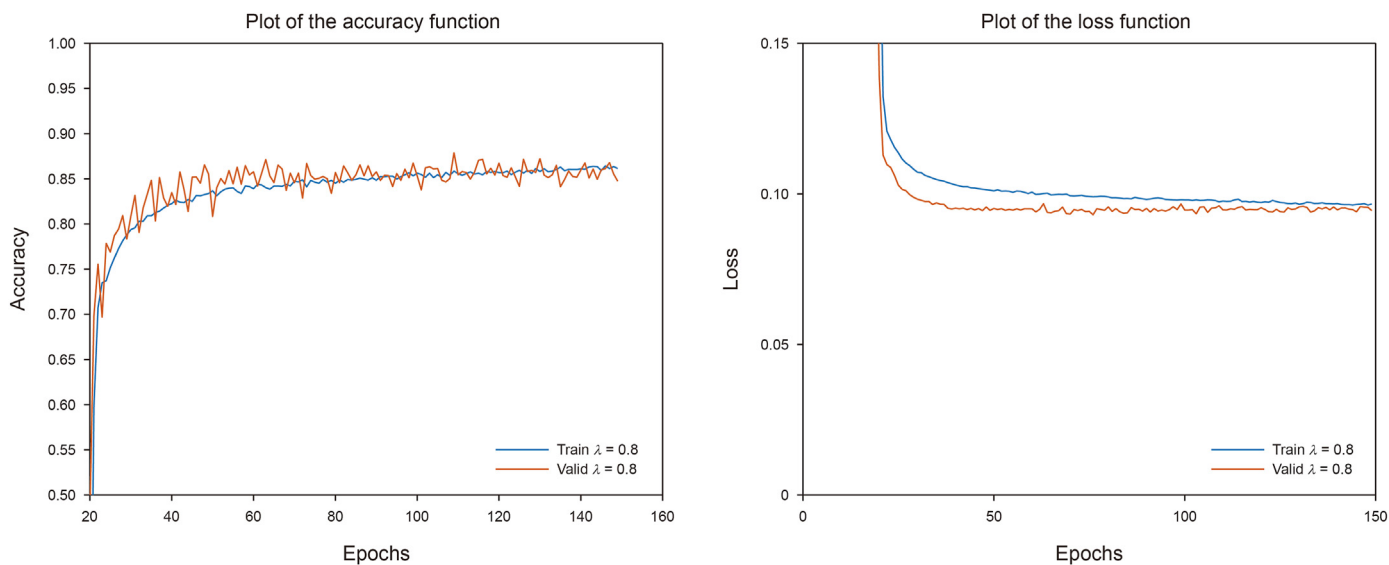 Plot of the accuracy function
1.00
0.95
0.90
0.85
0.80
0.75
0.70
0.65
0.60
0.55
0.50
Accuracy
20
40
60
80
100
120
140
160
Epochs
Train λ = 0.8
Valid λ = 0.8
Plot of the loss function
0.15
0.10
0.05
0
Loss
0
50
100
150
Epochs
Train λ = 0.8
Valid λ = 0.8